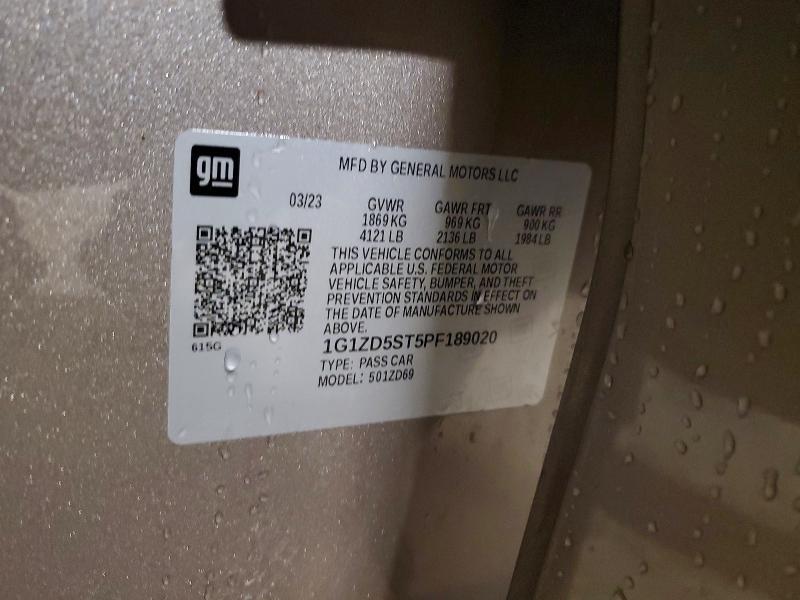 gm
MFD BY GENERAL MOTORS LLC
03/23 GVWR GAWR FRT GAWR RR
1869 KG 969 KG 900 KG
4121 LB 2136 LB 1984 LB
THIS VEHICLE CONFORMS TO ALL
APPLICABLE U.S. FEDERAL MOTOR
VEHICLE SAFETY, BUMPER, AND THEFT
PREVENTION STANDARDS IN EFFECT ON
THE DATE OF MANUFACTURE SHOWN
ABOVE.
1G1ZD5ST5PF189020
615G
TYPE: PASS CAR
MODEL: 501ZD69